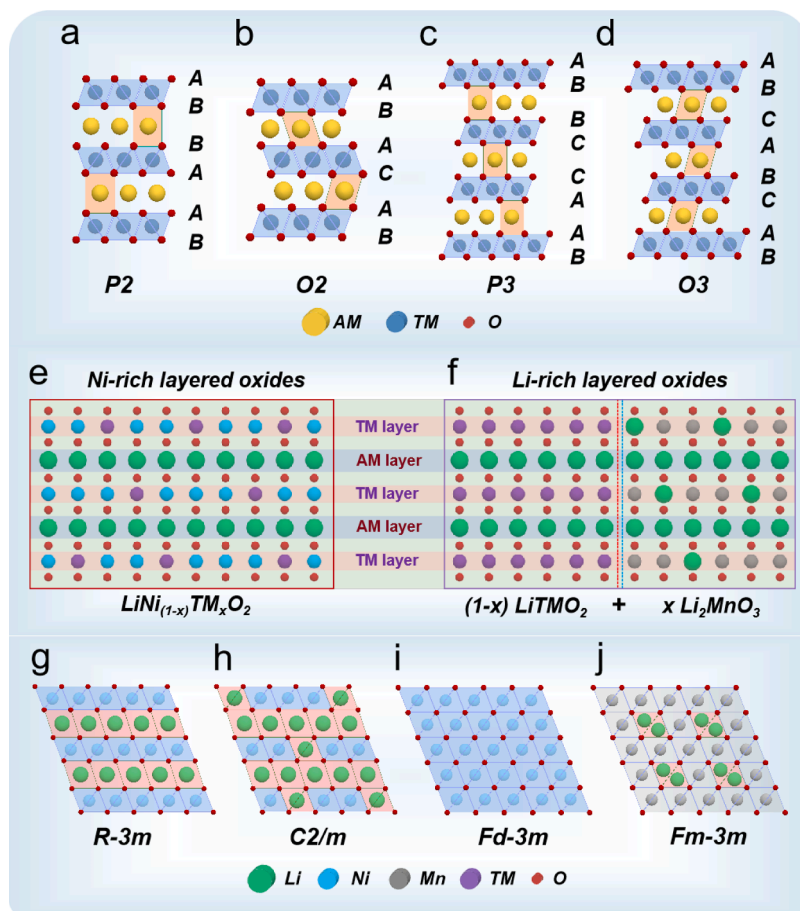 a
b
c
d
A
B
B
A
A
B
A
B
A
C
A
B
A
B
B
C
C
A
A
B
A
B
C
A
B
C
A
B
P2
O2
P3
O3
AM TM O
e
f
Ni-rich layered oxides
Li-rich layered oxides
TM layer
AM layer
TM layer
AM layer
TM layer
LiNi(1-x)TMxO2
(1-x) LiTMO2 + x Li2MnO3
g
h
i
j
R-3m
C2/m
Fd-3m
Fm-3m
Li Ni Mn TM O